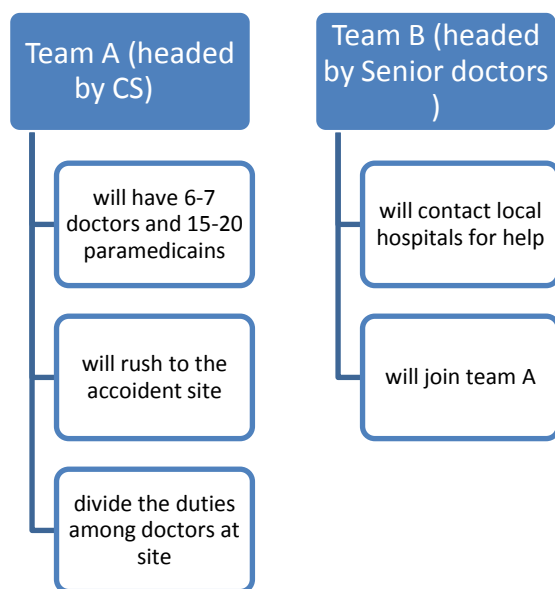 Team A (headed
by CS)
will have 6-7
doctors and 15-20
paramedicains
will rush to the
accoident site
divide the duties
among doctors at
site
Team B (headed
by Senior doctors
)
will contact local
hospitals for help
will join team A